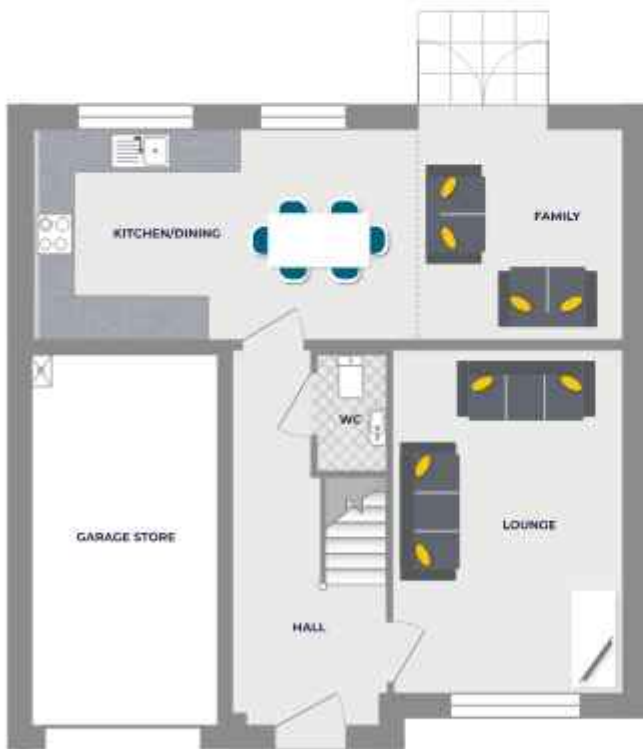 KITCHEN/DINING
FAMILY
WC
GARAGE STORE
LOUNGE
HALL